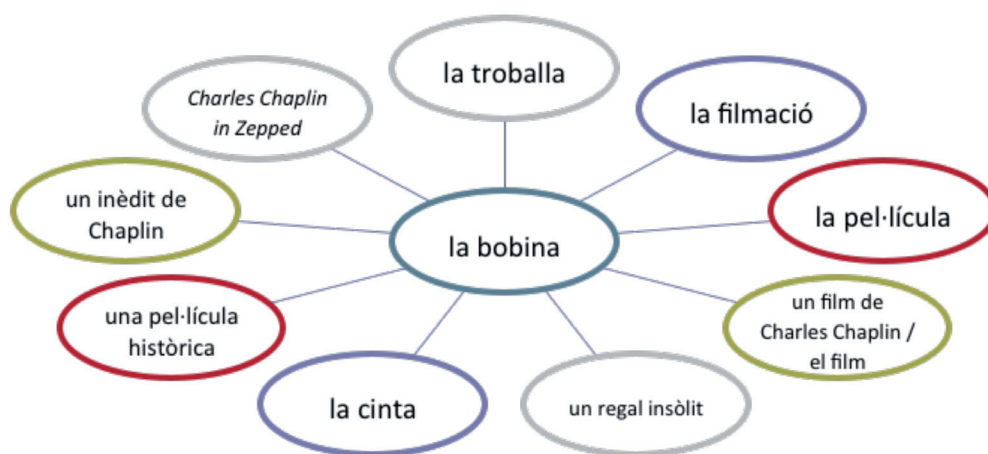 la troballa
Charles Chaplin
in Zepped
la filmació
un inèdit de
Chaplin
la pel·lícula
la bobina
una pel·lícula
històrica
un film de
Charles Chaplin /
el film
la cinta
un regal insòlit